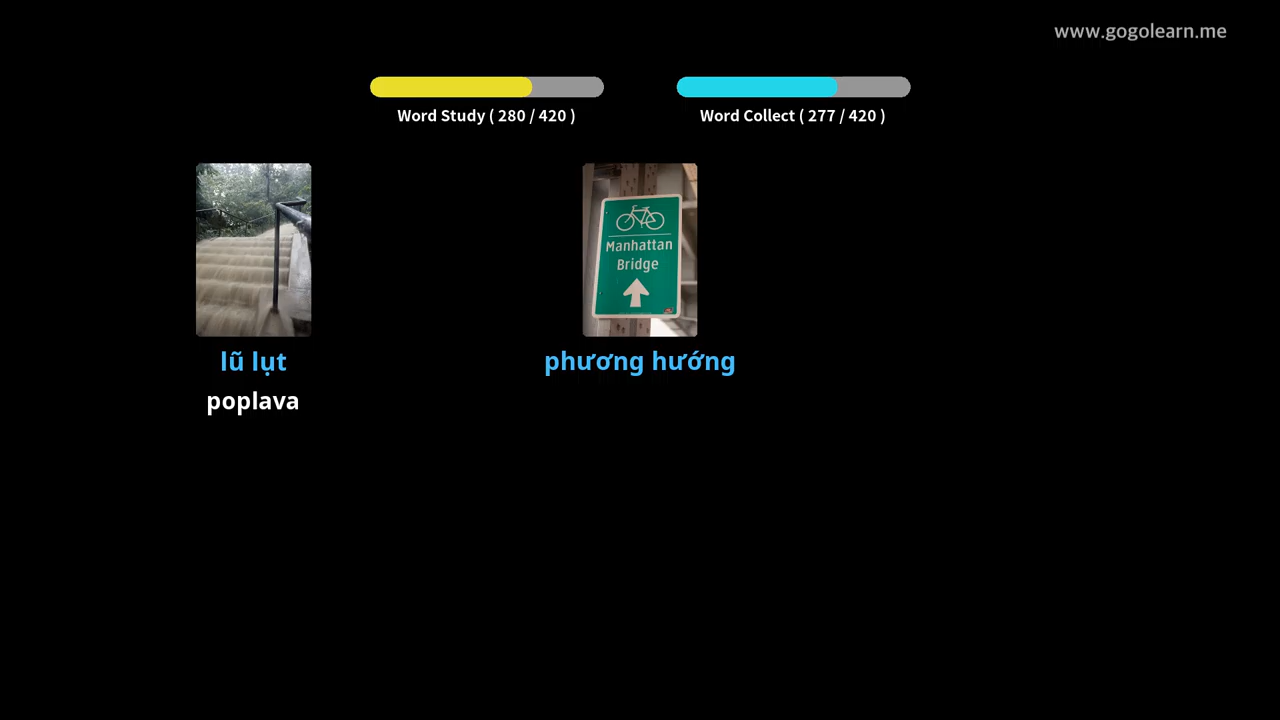 www.gogolearn.me
Word Study ( 280 / 420 )
Word Collect ( 277 / 420 )
Manhattan
Bridge
lũ lụt
phương hướng
poplava